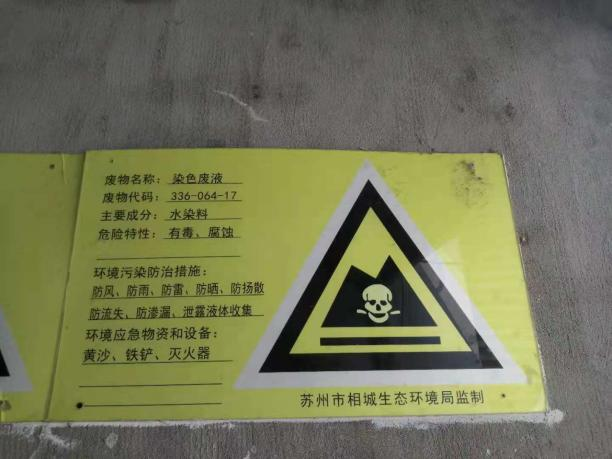 废物名称：染色废液
废物代码：336-064-17
主要成分：水染料
危险特性：有毒、腐蚀
环境污染防治措施：
防风、防雨、防雷、防晒、防扬散
防流失、防渗漏、泄露液体收集
环境应急物资和设备：
黄沙、铁铲、灭火器
苏州市相城生态环境局监制